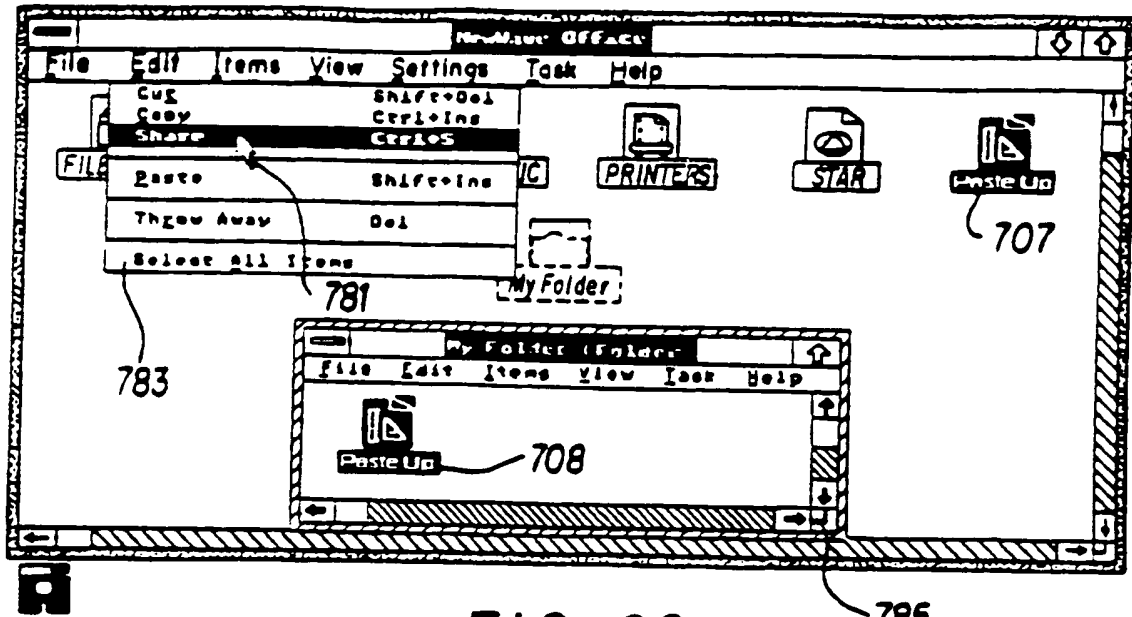 NewWave Office
File Edit Items View Settings Task Help
Cut Shift+Del
Copy Ctrl+Ins
Share Ctrl+S
Paste Shift+Ins
Throw Away Del
Select All Items
FILE
IC
PRINTERS
STAR
Paste Up
707
My Folder
781
783
My Folder (Folder
File Edit Items View Task Help
Paste Up
708